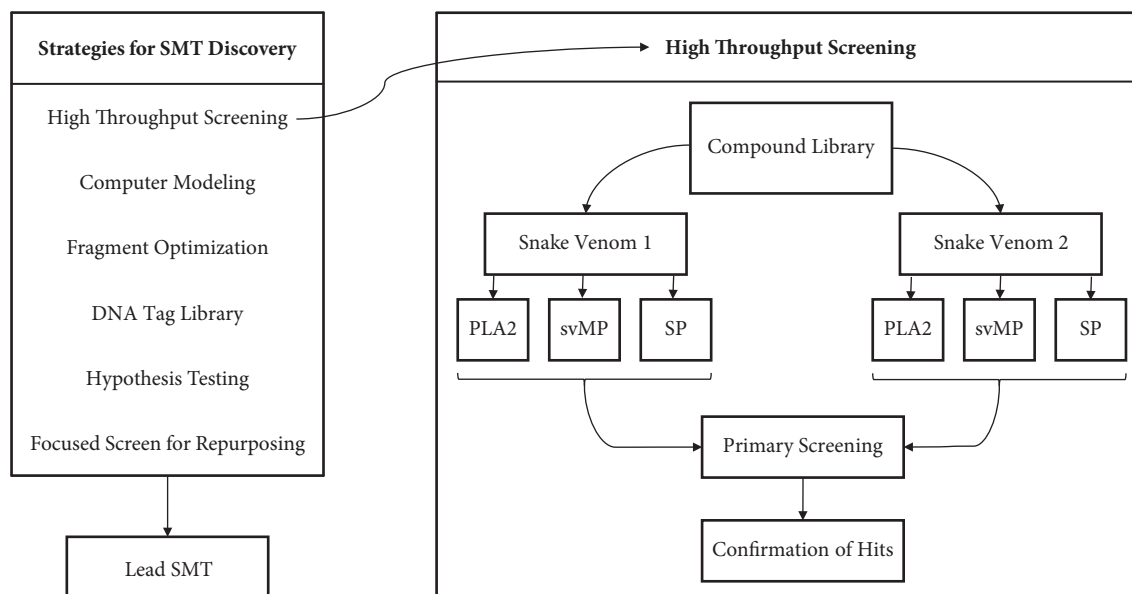 Strategies for SMT Discovery
High Throughput Screening
Computer Modeling
Fragment Optimization
DNA Tag Library
Hypothesis Testing
Focused Screen for Repurposing
Lead SMT
High Throughput Screening
Compound Library
Snake Venom 1
Snake Venom 2
PLA2
svMP
SP
PLA2
svMP
SP
Primary Screening
Confirmation of Hits